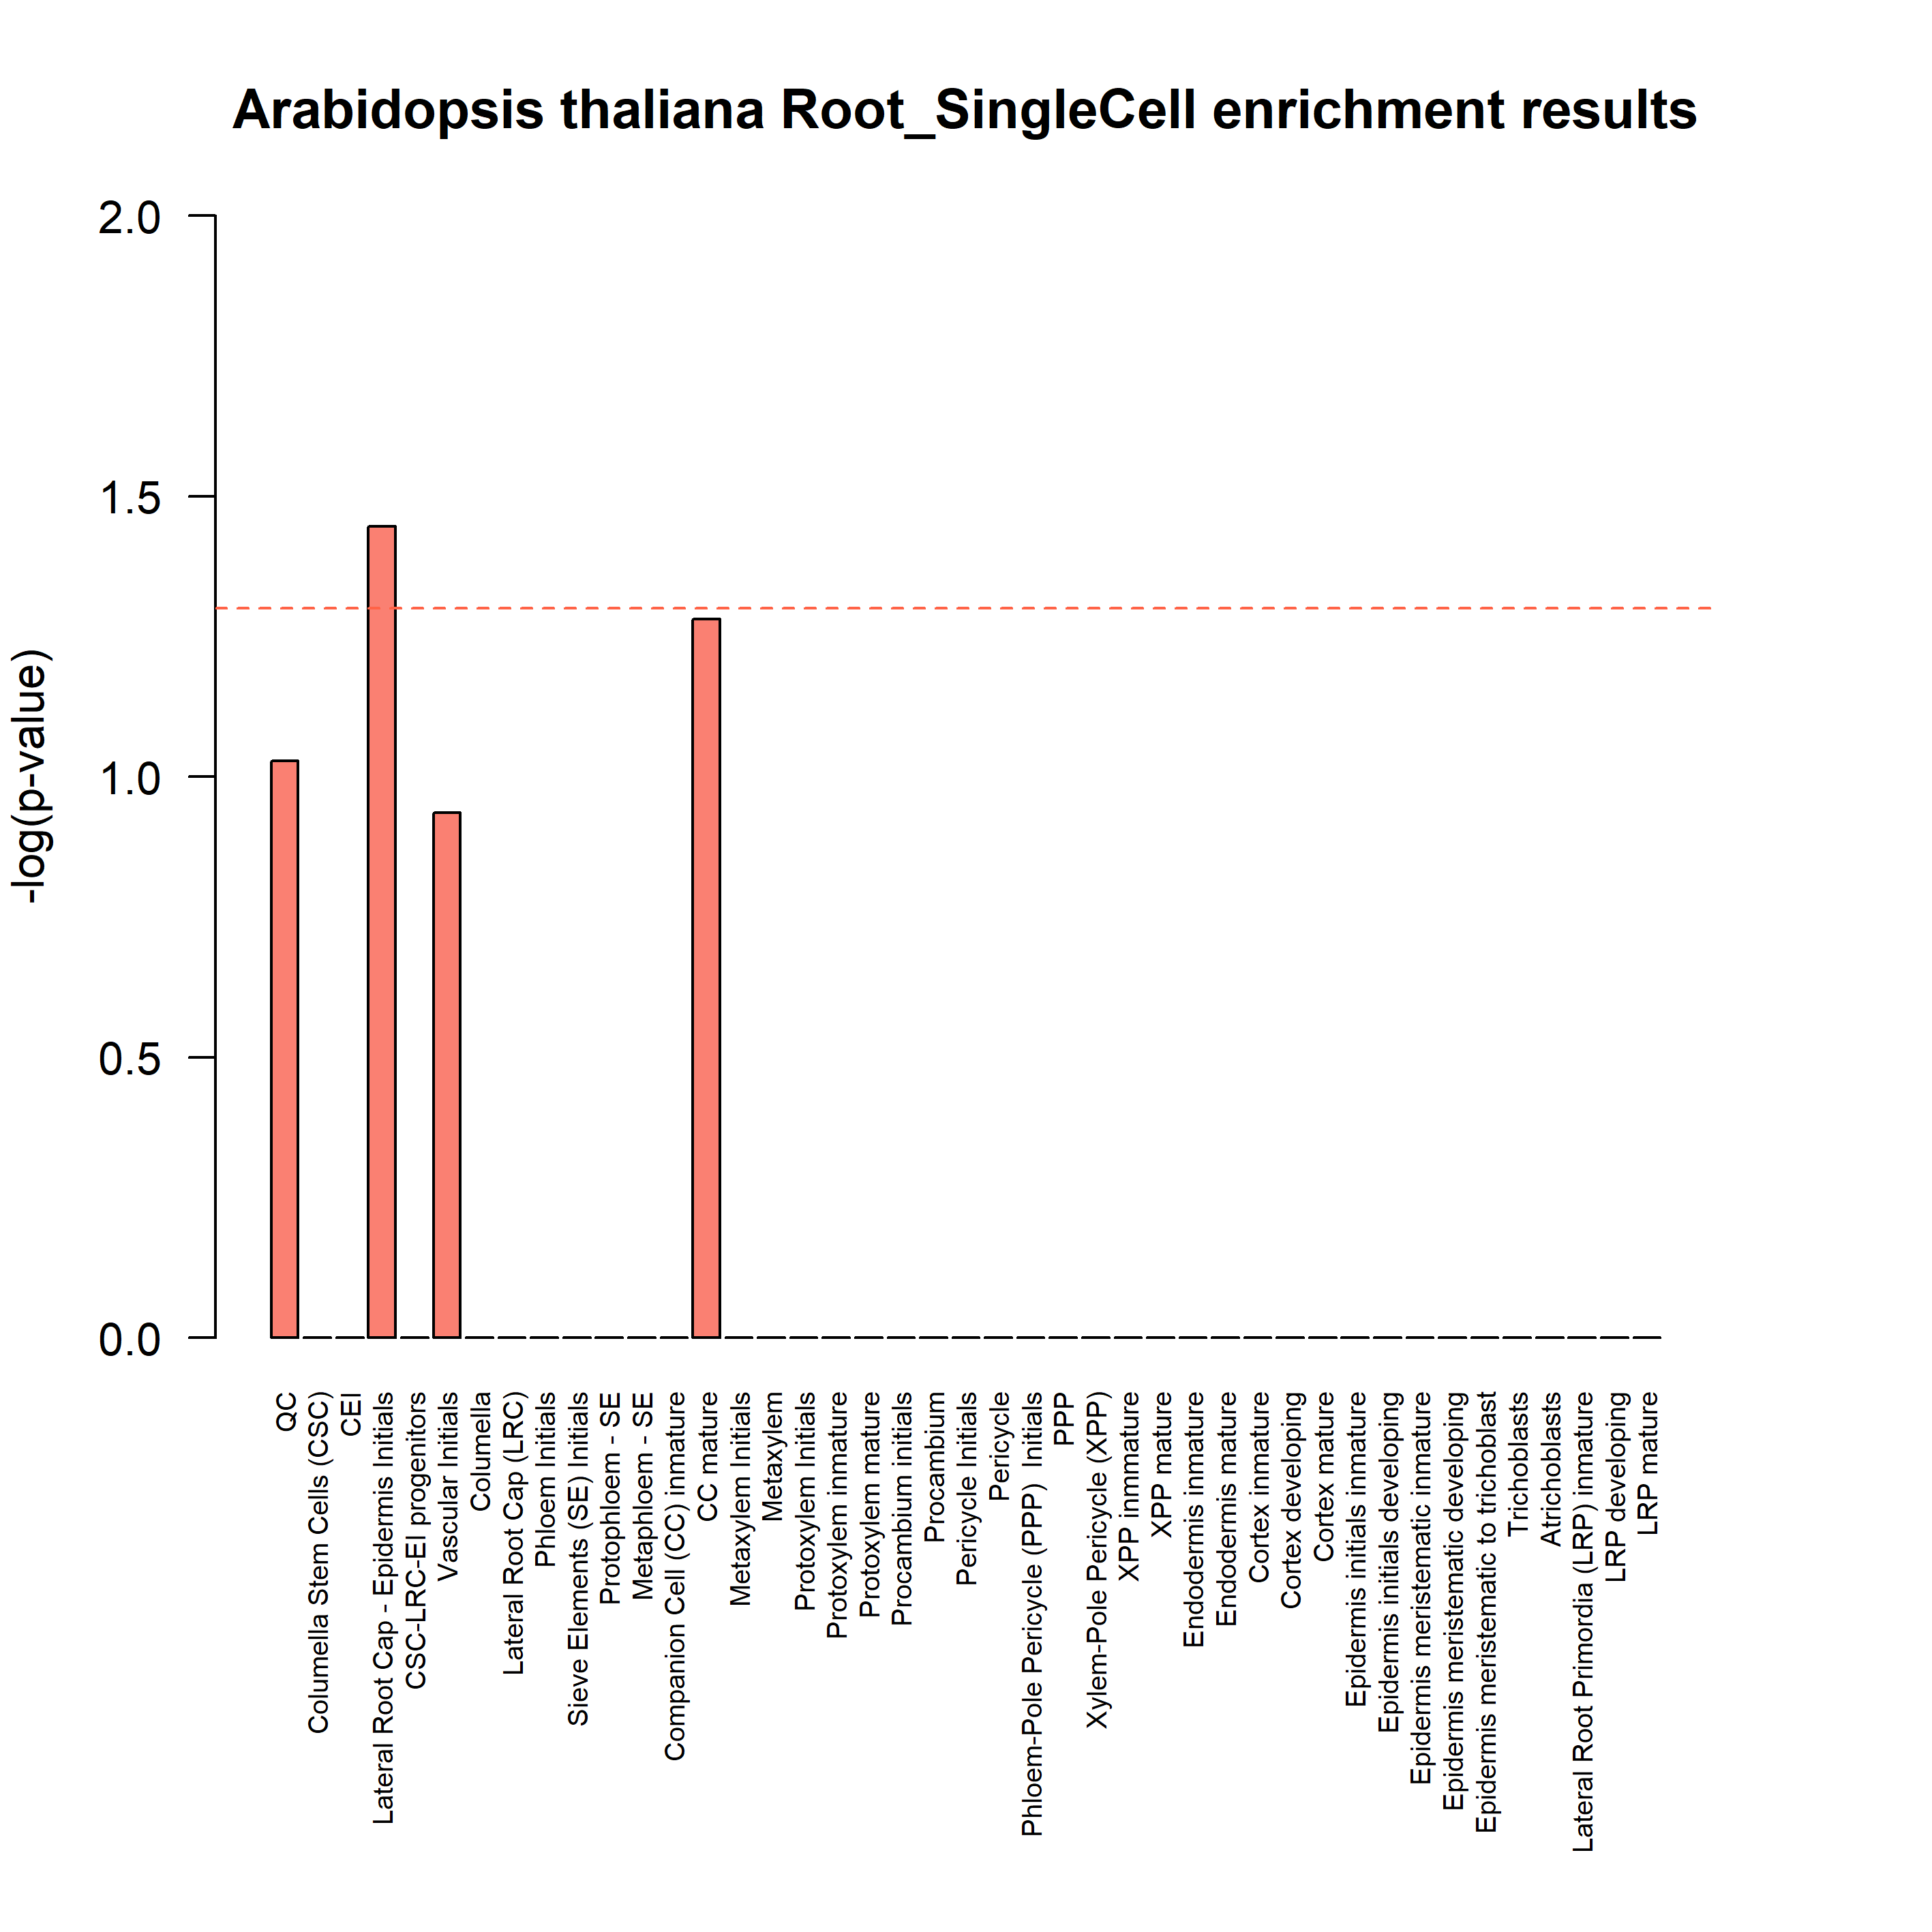 Arabidopsis thaliana Root_SingleCell enrichment results
2.0
1.5
1.0
0.5
0.0
-log(p-value)
QC
Columella Stem Cells (CSC)
CEI
Lateral Root Cap - Epidermis Initials
CSC-LRC-EI progenitors
Vascular Initials
Columella
Lateral Root Cap (LRC)
Phloem Initials
Sieve Elements (SE) Initials
Protophloem - SE
Metaphloem - SE
Companion Cell (CC) inmature
CC mature
Metaxylem Initials
Metaxylem
Protoxylem Initials
Protoxylem inmature
Protoxylem mature
Procambium initials
Procambium
Pericycle Initials
Pericycle
Phloem-Pole Pericycle (PPP)  Initials
PPP
Xylem-Pole Pericycle (XPP)
XPP inmmature
XPP mature
Endodermis inmature
Endodermis mature
Cortex inmature
Cortex developing
Cortex mature
Epidermis initials inmature
Epidermis initials developing
Epidermis meristematic inmature
Epidermis meristematic developing
Epidermis meristematic to trichoblast
Trichoblasts
Atrichoblasts
Lateral Root Primordia (LRP) inmature
LRP developing
LRP mature